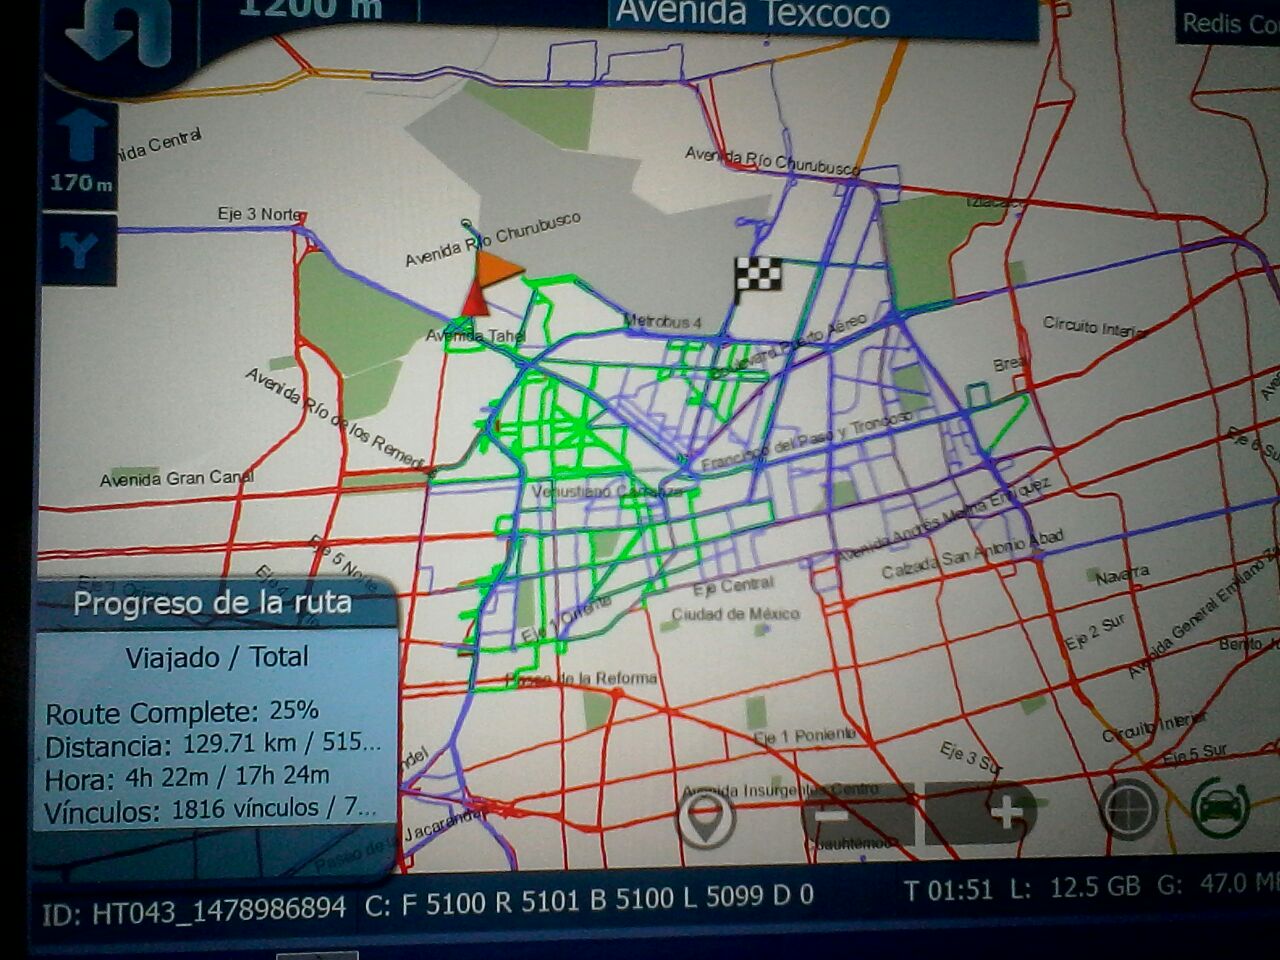 1200 m
Avenida Texcoco
Redis Co
170 m
nida Central
Avenida Río Churubusco
Eje 3 Norte
Avenida Río Churubusco
Metrobus 4
Avenida Tahel
Boulevard Puerto Aéreo
Circuito Interior
Avenida Río de los Remedios
Francisco del Paso y Troncoso
Eje 6 Su
Avenida Gran Canal
Venustiano Carranza
Avenida Andrés Molina Enríquez
Calzada San Antonio Abad
Eje 5 Norte
Eje Central
Navarra
Ciudad de México
Eje 1 Oriente
Eje 2 Sur
Avenida General Emiliano Z
Benito J
Paseo de la Reforma
Eje 1 Poniente
Circuito Interior
Eje 3 Sur
Eje 5 Sur
Avenida Insurgentes Centro
Cuauhtémoc
Jacaranda
Progreso de la ruta
Viajado / Total
Route Complete: 25%
Distancia: 129.71 km / 515...
Hora: 4h 22m / 17h 24m
Vínculos: 1816 vínculos / 7...
ID: HT043_1478986894 C: F 5100 R 5101 B 5100 L 5099 D 0 T 01:51 L: 12.5 GB G: 47.0 M